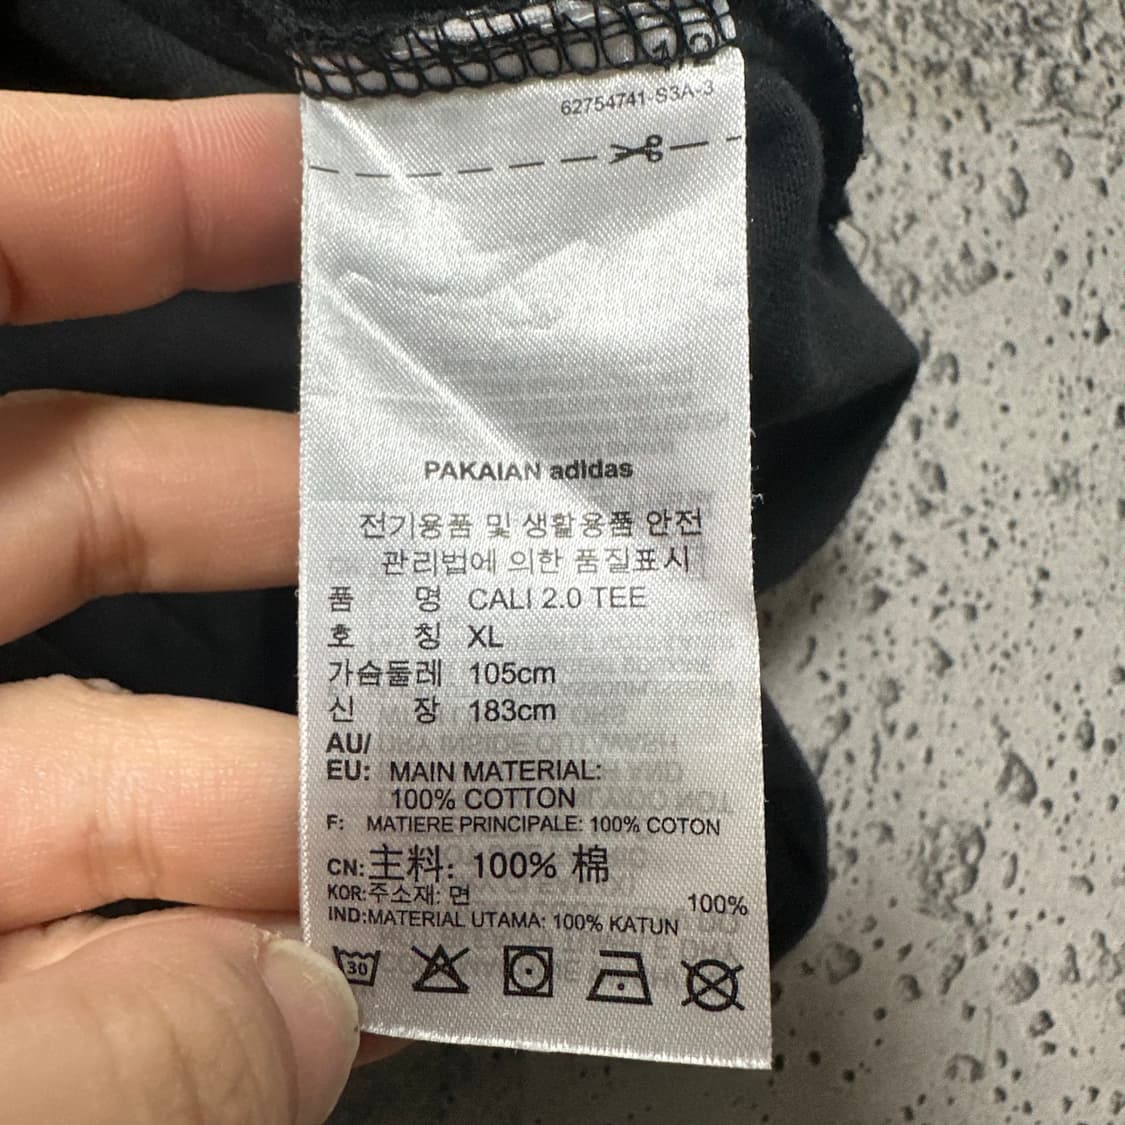 62754741-S3A-3
PAKAIAN adidas
전기용품 및 생활용품 안전
관리법에 의한 품질표시
품 명 CALI 2.0 TEE
호 칭 XL
가슴둘레 105cm
신 장 183cm
AU/
EU: MAIN MATERIAL:
100% COTTON
F: MATIERE PRINCIPALE: 100% COTON
CN:主料: 100% 棉
KOR:주소재: 면 100%
IND:MATERIAL UTAMA: 100% KATUN
30